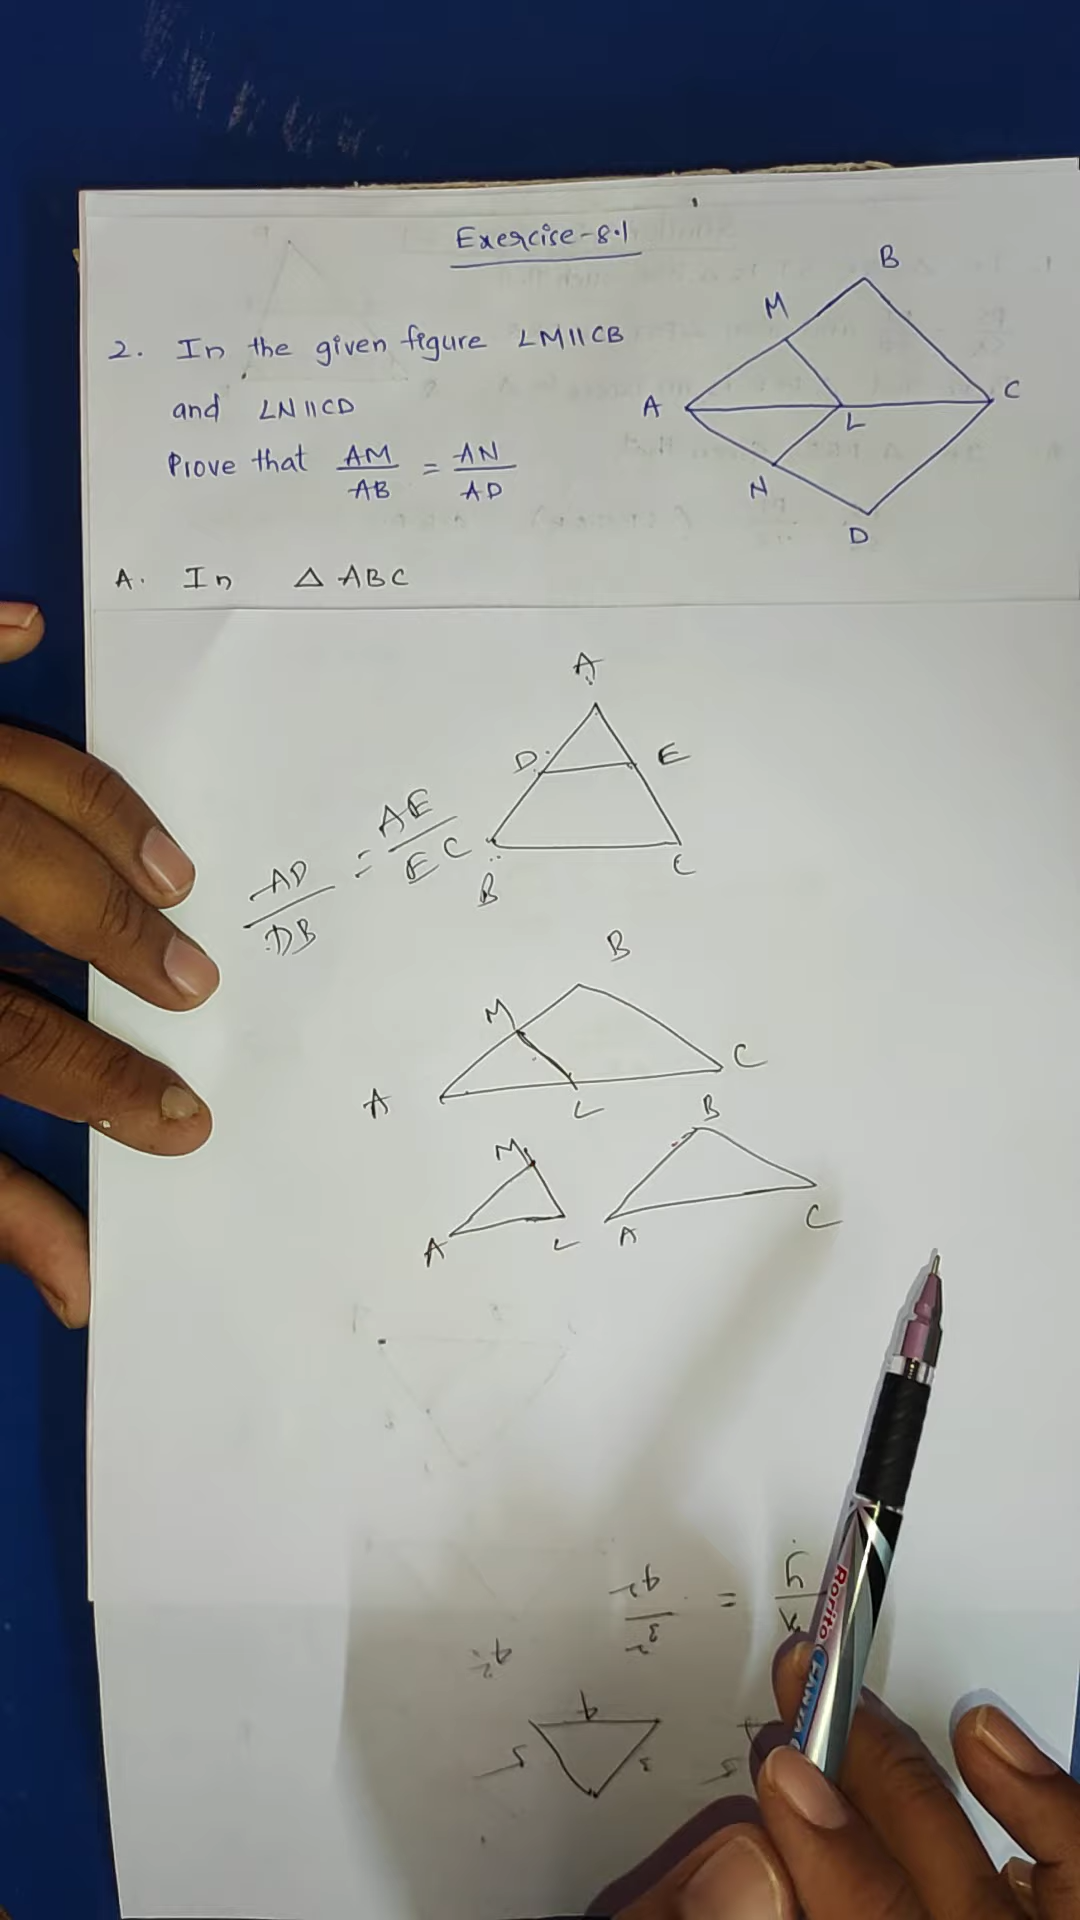 Exercise-8.1
2. In the given figure LM∥CB
and LN∥CD
Prove that AM/AB = AN/AD
B
M
A
C
L
N
D
A. In △ ABC
A
D
E
AD/DB = AE/EC
B
C
B
M
C
A
L
M
B
A
L
A
C
Rorito